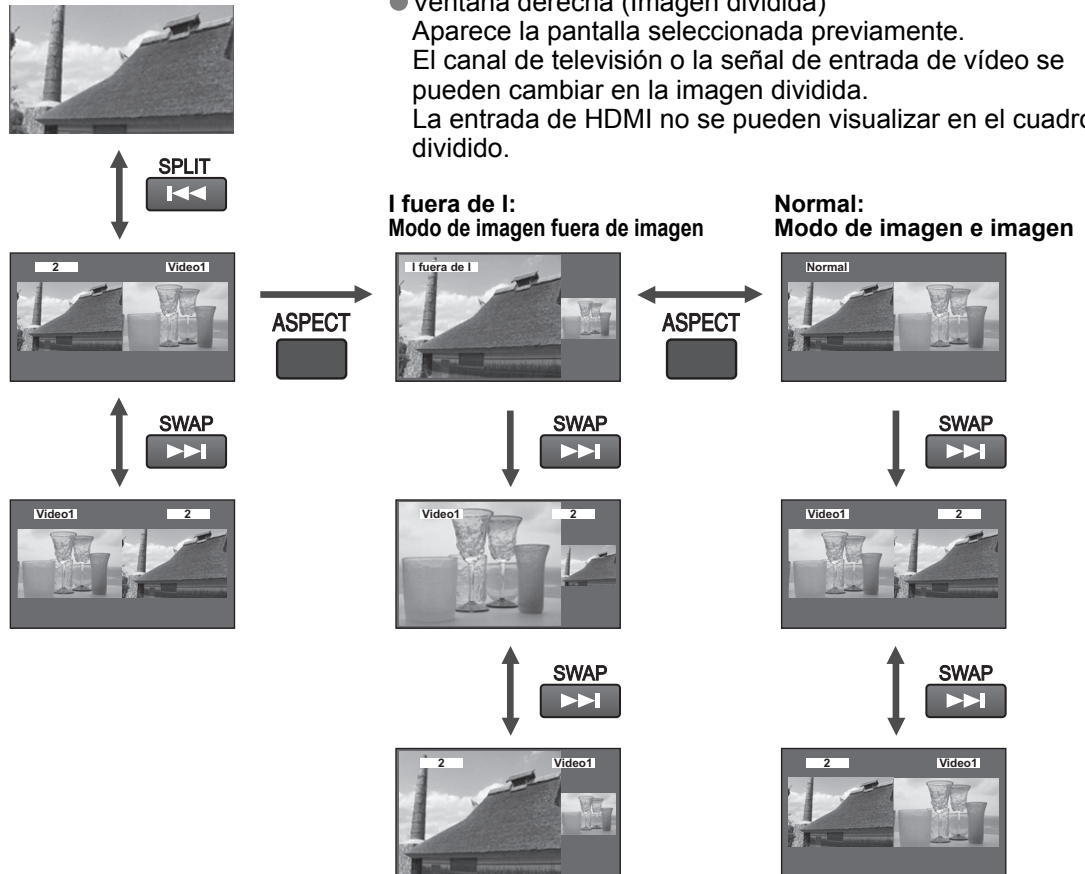 Ventana derecha (Imagen dividida)
Aparece la pantalla seleccionada previamente.
El canal de televisión o la señal de entrada de vídeo se
pueden cambiar en la imagen dividida.
La entrada de HDMI no se pueden visualizar en el cuadro
dividido.
SPLIT
I fuera de I:
Modo de imagen fuera de imagen
Normal:
Modo de imagen e imagen
2 Video1
I fuera de I
Normal
ASPECT
ASPECT
SWAP
SWAP
SWAP
Video1 2
Video1 2
Video1 2
SWAP
SWAP
2 Video1
2 Video1